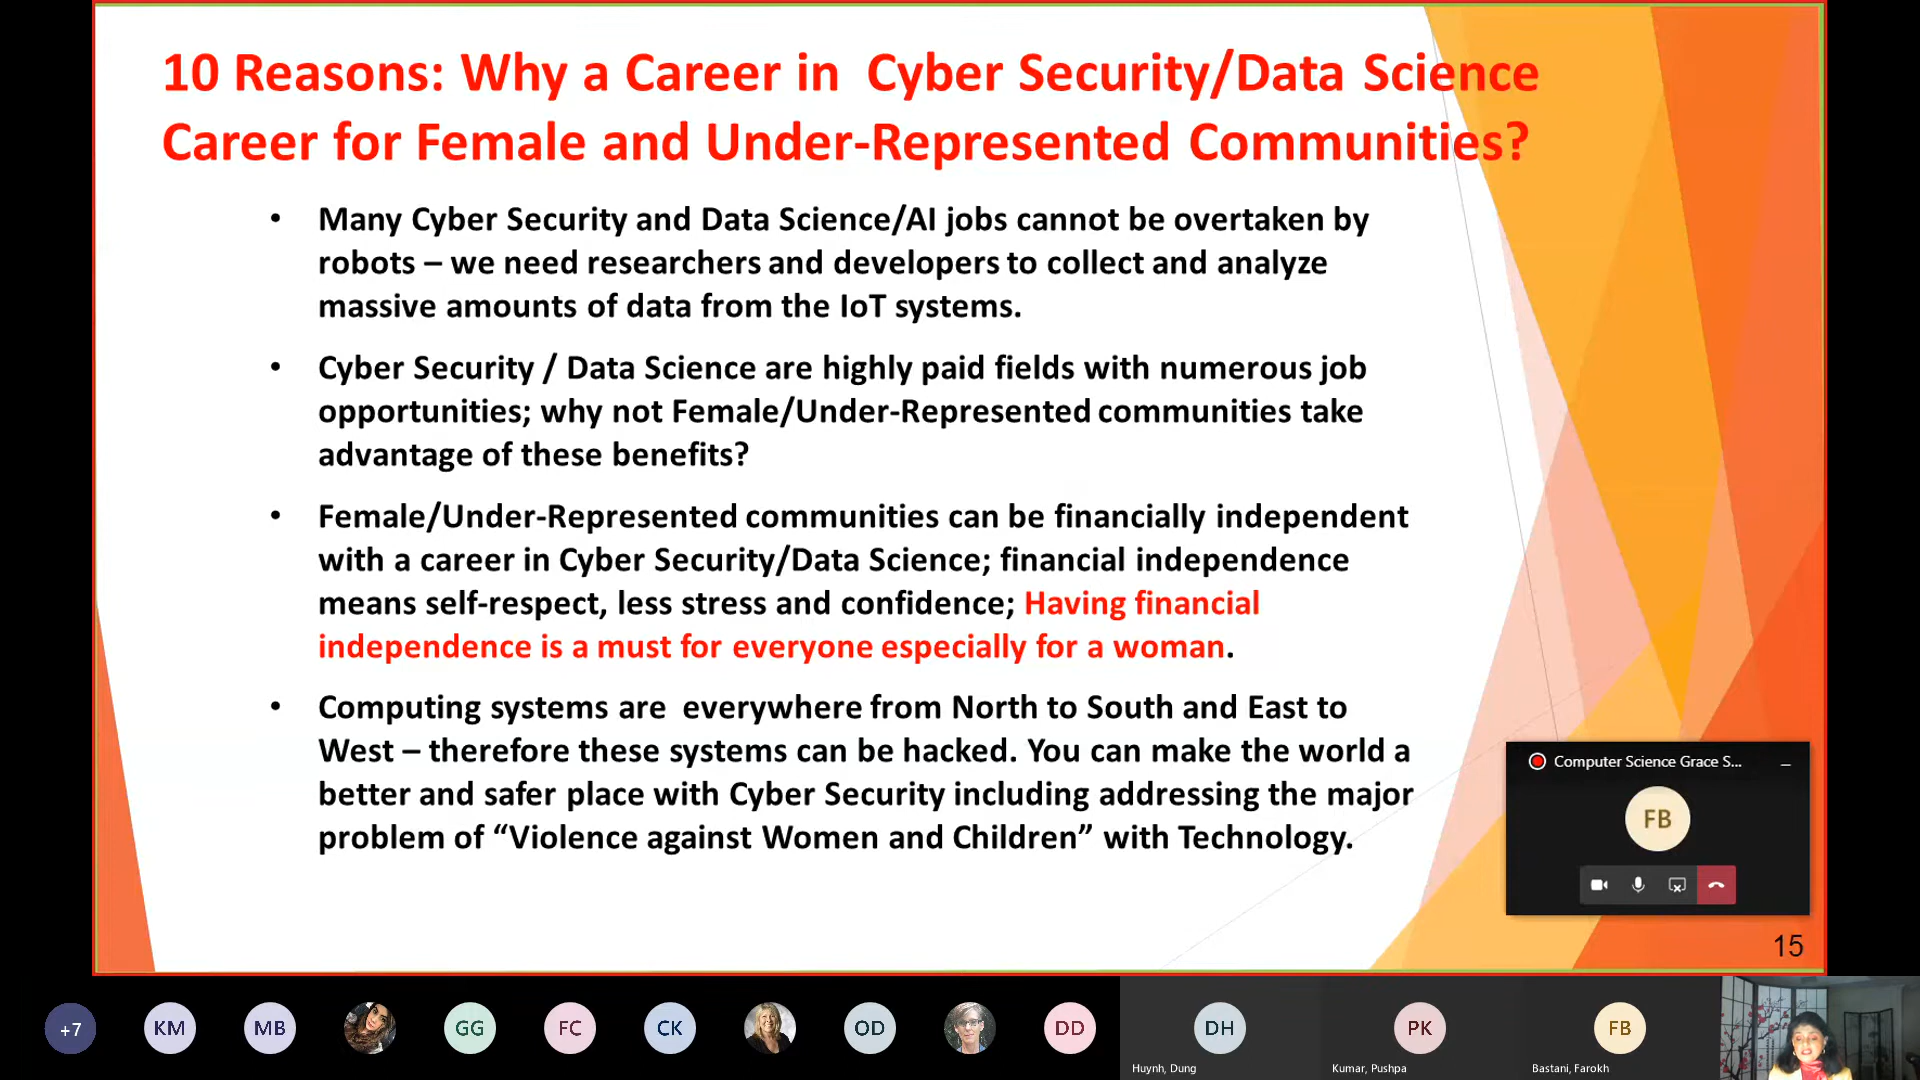 10 Reasons: Why a Career in Cyber Security/Data Science
Career for Female and Under-Represented Communities?
• Many Cyber Security and Data Science/AI jobs cannot be overtaken by
robots – we need researchers and developers to collect and analyze
massive amounts of data from the IoT systems.
• Cyber Security / Data Science are highly paid fields with numerous job
opportunities; why not Female/Under-Represented communities take
advantage of these benefits?
• Female/Under-Represented communities can be financially independent
with a career in Cyber Security/Data Science; financial independence
means self-respect, less stress and confidence; Having financial
independence is a must for everyone especially for a woman.
• Computing systems are everywhere from North to South and East to
West – therefore these systems can be hacked. You can make the world a
better and safer place with Cyber Security including addressing the major
problem of “Violence against Women and Children” with Technology.
Computer Science Grace S...
FB
15
+7
KM
MB
GG
FC
CK
OD
DD
DH
PK
FB
Huynh, Dung
Kumar, Pushpa
Bastani, Farokh